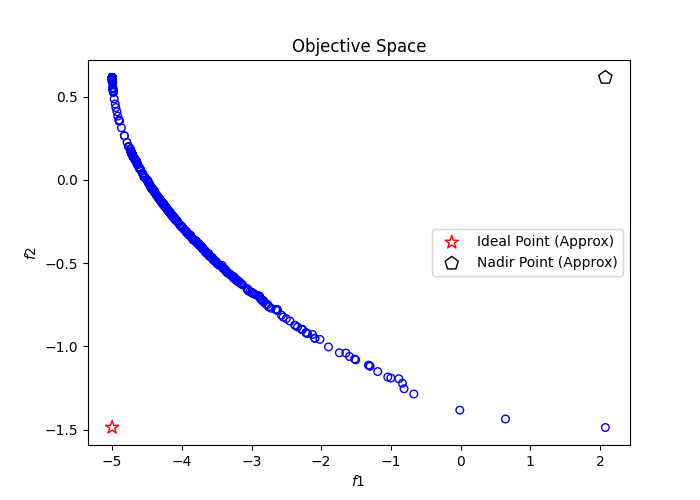 Objective Space
f2
0.5
0.0
−0.5
−1.0
−1.5
Ideal Point (Approx)
Nadir Point (Approx)
−5
−4
−3
−2
−1
0
1
2
f1